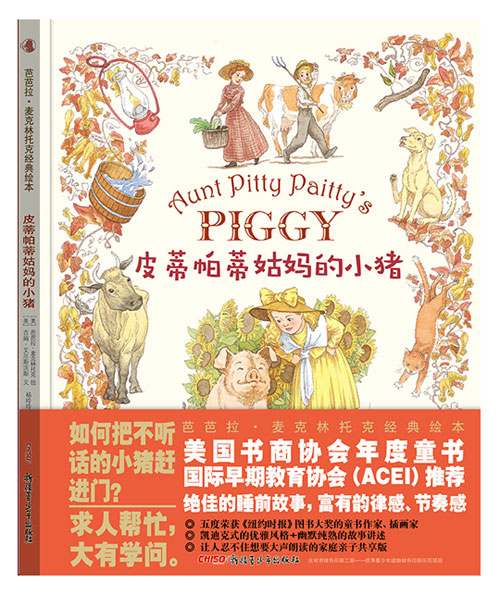 芭芭拉·麦克林托克经典绘本
皮蒂帕蒂姑妈的小猪
Aunt Pitty Patty's
PIGGY
皮蒂帕蒂姑妈的小猪
如何把不听
话的小猪赶
进门？
求人帮忙，
大有学问。
芭芭拉·麦克林托克经典绘本
美国书商协会年度童书
国际早期教育协会（ACEI）推荐
绝佳的睡前故事，富有韵律感、节奏感
◎ 五度荣获《纽约时报》图书大奖的童书作家、插画家
◎ 凯迪克式的优雅风格+幽默纯熟的故事讲述
◎ 让人忍不住想要大声朗读的家庭亲子共享版
CHISO 新疆青少年出版社